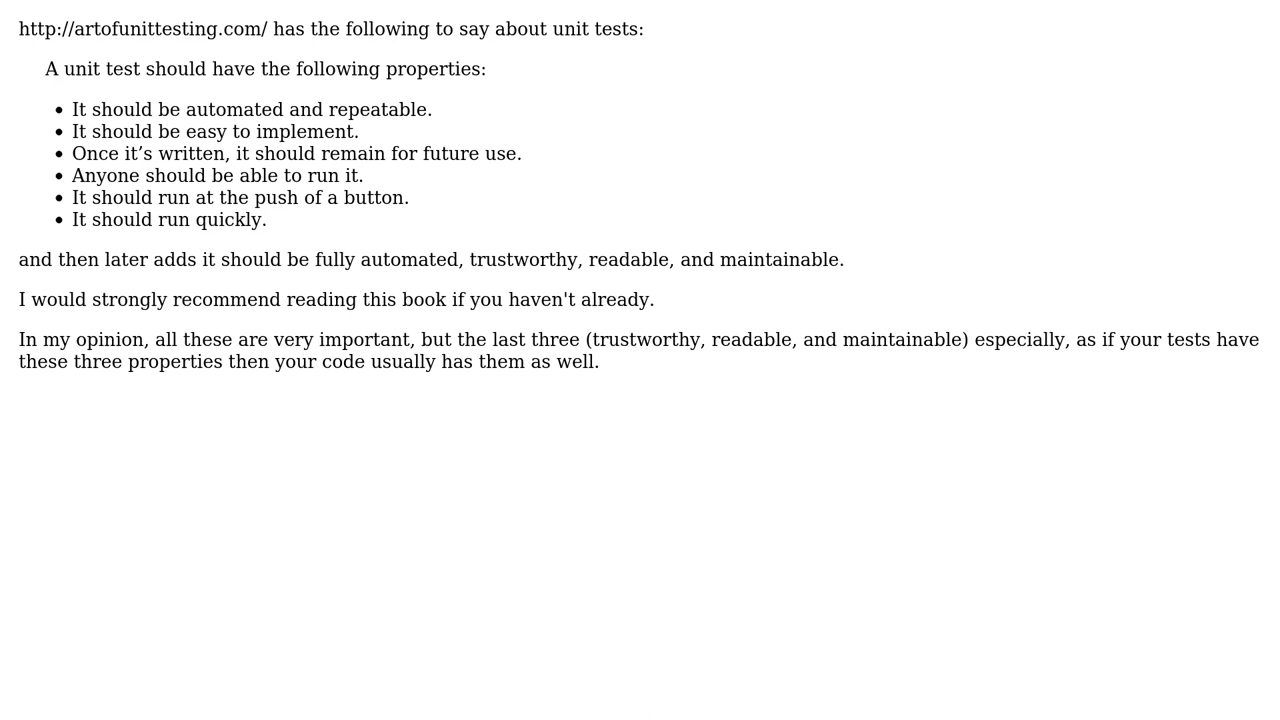 http://artofunittesting.com/ has the following to say about unit tests:
A unit test should have the following properties:
• It should be automated and repeatable.
• It should be easy to implement.
• Once it’s written, it should remain for future use.
• Anyone should be able to run it.
• It should run at the push of a button.
• It should run quickly.
and then later adds it should be fully automated, trustworthy, readable, and maintainable.
I would strongly recommend reading this book if you haven't already.
In my opinion, all these are very important, but the last three (trustworthy, readable, and maintainable) especially, as if your tests have
these three properties then your code usually has them as well.